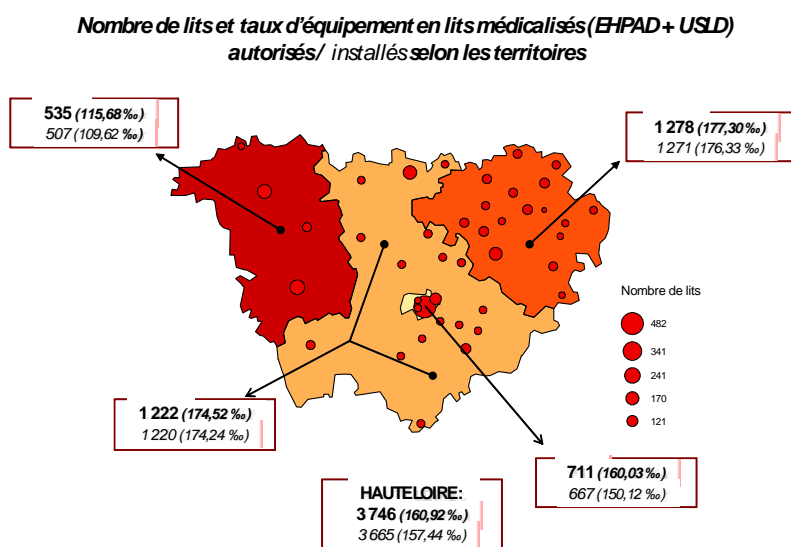 Nombre de lits et taux d'équipement en lits médicalisés (EHPAD + USLD)
autorisés / installés selon les territoires
535 (115,68 ‰)
507 (109,62 ‰)
1 278 (177,30 ‰)
1 271 (176,33 ‰)
Nombre de lits
482
341
241
170
121
1 222 (174,52 ‰)
1 220 (174,24 ‰)
711 (160,03 ‰)
667 (150,12 ‰)
HAUTELOIRE:
3 746 (160,92 ‰)
3 665 (157,44 ‰)